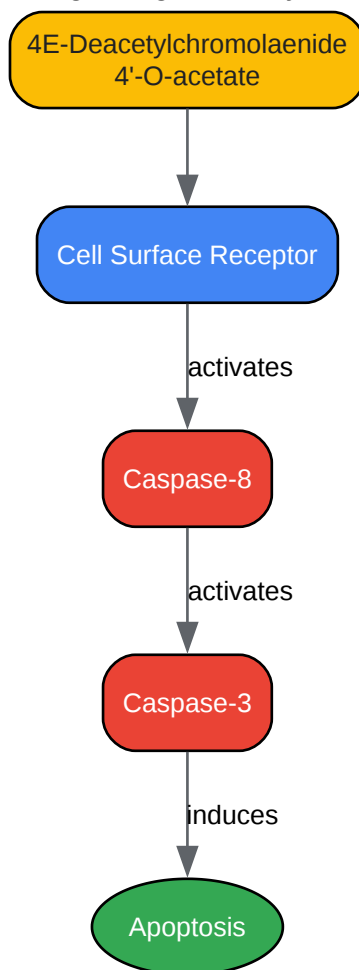 4E-Deacetylchromolaenide
4'-O-acetate
Cell Surface Receptor
activates
Caspase-8
activates
Caspase-3
induces
Apoptosis